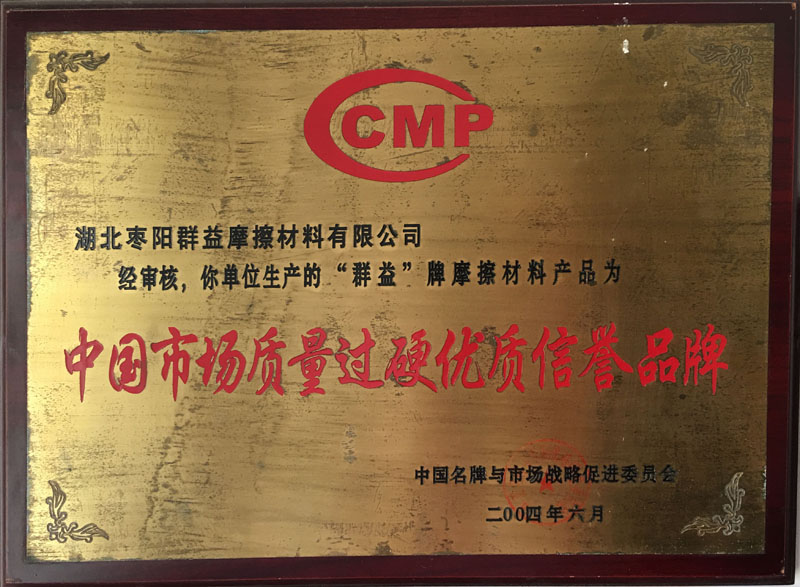 CMP
湖北枣阳群益摩擦材料有限公司
经审核，你单位生产的“群益”牌摩擦材料产品为
中国市场质量过硬优质信誉品牌
中国名牌与市场战略促进委员会
二00四年六月